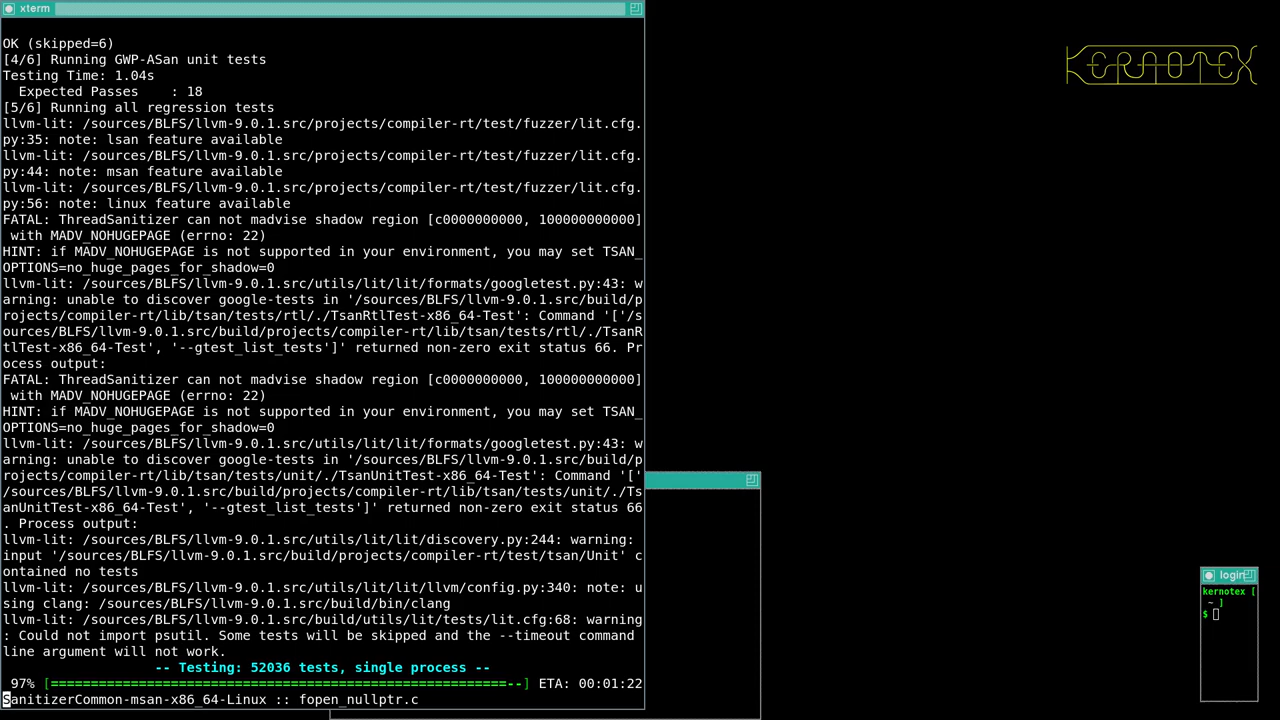 xterm
OK (skipped=6)
[4/6] Running GWP-ASan unit tests
Testing Time: 1.04s
  Expected Passes    : 18
[5/6] Running all regression tests
llvm-lit: /sources/BLFS/llvm-9.0.1.src/projects/compiler-rt/test/fuzzer/lit.cfg.
py:35: note: lsan feature available
llvm-lit: /sources/BLFS/llvm-9.0.1.src/projects/compiler-rt/test/fuzzer/lit.cfg.
py:44: note: msan feature available
llvm-lit: /sources/BLFS/llvm-9.0.1.src/projects/compiler-rt/test/fuzzer/lit.cfg.
py:56: note: linux feature available
FATAL: ThreadSanitizer can not madvise shadow region [c0000000000, 100000000000]
 with MADV_NOHUGEPAGE (errno: 22)
HINT: if MADV_NOHUGEPAGE is not supported in your environment, you may set TSAN_
OPTIONS=no_huge_pages_for_shadow=0
llvm-lit: /sources/BLFS/llvm-9.0.1.src/utils/lit/lit/formats/googletest.py:43: w
arning: unable to discover google-tests in '/sources/BLFS/llvm-9.0.1.src/build/p
rojects/compiler-rt/lib/tsan/tests/rtl/./TsanRtlTest-x86_64-Test': Command '['/s
ources/BLFS/llvm-9.0.1.src/build/projects/compiler-rt/lib/tsan/tests/rtl/./TsanR
tlTest-x86_64-Test', '--gtest_list_tests']' returned non-zero exit status 66. Pr
ocess output:
FATAL: ThreadSanitizer can not madvise shadow region [c0000000000, 100000000000]
 with MADV_NOHUGEPAGE (errno: 22)
HINT: if MADV_NOHUGEPAGE is not supported in your environment, you may set TSAN_
OPTIONS=no_huge_pages_for_shadow=0
llvm-lit: /sources/BLFS/llvm-9.0.1.src/utils/lit/lit/formats/googletest.py:43: w
arning: unable to discover google-tests in '/sources/BLFS/llvm-9.0.1.src/build/p
rojects/compiler-rt/lib/tsan/tests/unit/./TsanUnitTest-x86_64-Test': Command '['
/sources/BLFS/llvm-9.0.1.src/build/projects/compiler-rt/lib/tsan/tests/unit/./Ts
anUnitTest-x86_64-Test', '--gtest_list_tests']' returned non-zero exit status 66
. Process output:
llvm-lit: /sources/BLFS/llvm-9.0.1.src/utils/lit/lit/discovery.py:244: warning:
input '/sources/BLFS/llvm-9.0.1.src/build/projects/compiler-rt/test/tsan/Unit' c
ontained no tests
llvm-lit: /sources/BLFS/llvm-9.0.1.src/utils/lit/lit/llvm/config.py:340: note: u
sing clang: /sources/BLFS/llvm-9.0.1.src/build/bin/clang
llvm-lit: /sources/BLFS/llvm-9.0.1.src/build/utils/lit/tests/lit.cfg:68: warning
: Could not import psutil. Some tests will be skipped and the --timeout command
line argument will not work.
-- Testing: 52036 tests, single process --
 97% [=========================================================--] ETA: 00:01:22
SanitizerCommon-msan-x86_64-Linux :: fopen_nullptr.c
KERNOTEX
login
kernotex [
 ~ ]
$